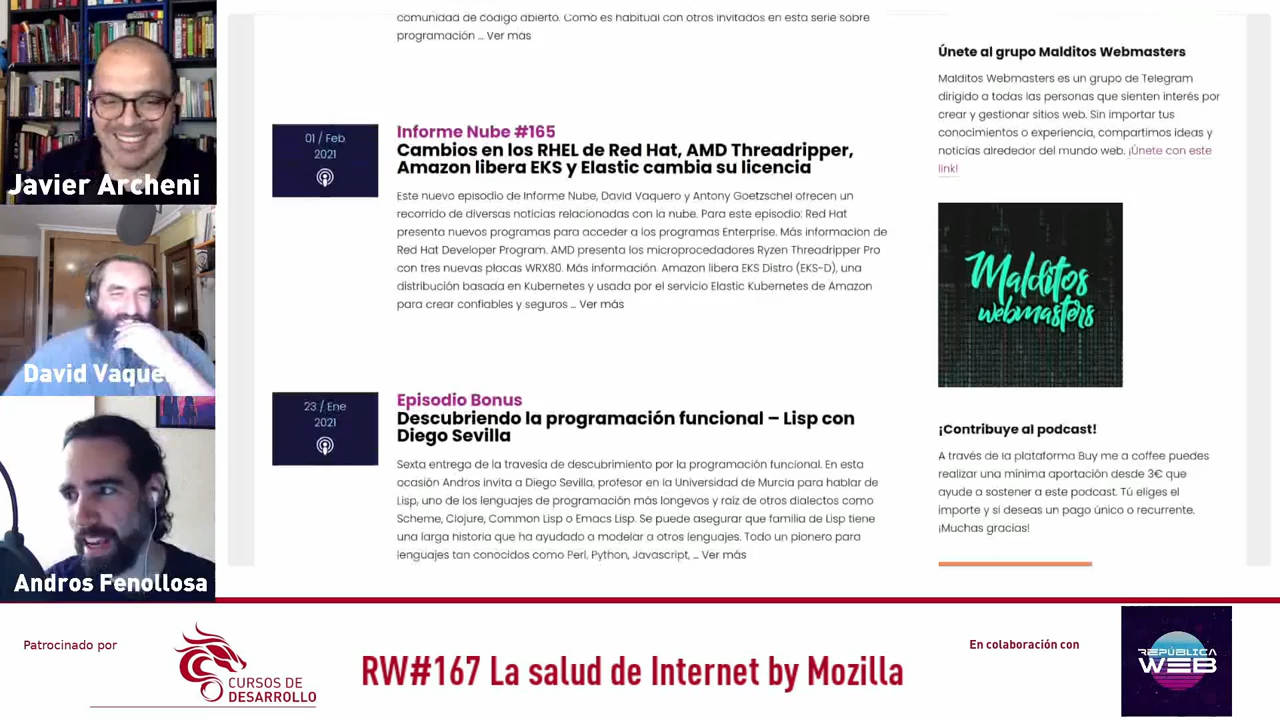 Javier Archeni
David Vaque
Andros Fenollosa
comunidad de código abierto. Como es habitual con otros invitados en esta serie sobre
programación ... Ver más
01 / Feb
2021
Informe Nube #165
Cambios en los RHEL de Red Hat, AMD Threadripper,
Amazon libera EKS y Elastic cambia su licencia
Este nuevo episodio de Informe Nube, David Vaquero y Antony Goetzschel ofrecen un
recorrido de diversas noticias relacionadas con la nube. Para este episodio: Red Hat
presenta nuevos programas para acceder a los programas Enterprise. Más informacion de
Red Hat Developer Program. AMD presenta los microprocedadores Ryzen Threadripper Pro
con tres nuevas placas WRX80. Más información. Amazon libera EKS Distro (EKS-D), una
distribución basada en Kubernetes y usada por el servicio Elastic Kubernetes de Amazon
para crear confiables y seguros ... Ver más
23 / Ene
2021
Episodio Bonus
Descubriendo la programación funcional – Lisp con
Diego Sevilla
Sexta entrega de la travesía de descubrimiento por la programación funcional. En esta
ocasión Andros invita a Diego Sevilla, profesor en la Universidad de Murcia para hablar de
Lisp, uno de los lenguajes de programación más longevos y raíz de otros dialectos como
Scheme, Clojure, Common Lisp o Emacs Lisp. Se puede asegurar que familia de Lisp tiene
una larga historia que ha ayudado a modelar a otros lenguajes. Todo un pionero para
lenguajes tan conocidos como Perl, Python, Javascript, ... Ver más
Únete al grupo Malditos Webmasters
Malditos Webmasters es un grupo de Telegram
dirigido a todas las personas que sienten interés por
crear y gestionar sitios web. Sin importar tus
conocimientos o experiencia, compartimos ideas y
noticias alrededor del mundo web. ¡Únete con este
link!
Malditos
webmasters
¡Contribuye al podcast!
A través de la plataforma Buy me a coffee puedes
realizar una mínima aportación desde 3€ que
ayude a sostener a este podcast. Tú eliges el
importe y si deseas un pago único o recurrente.
¡Muchas gracias!
Patrocinado por
CURSOS DE
DESARROLLO
RW#167 La salud de Internet by Mozilla
En colaboración con
REPÚBLICA
WEB